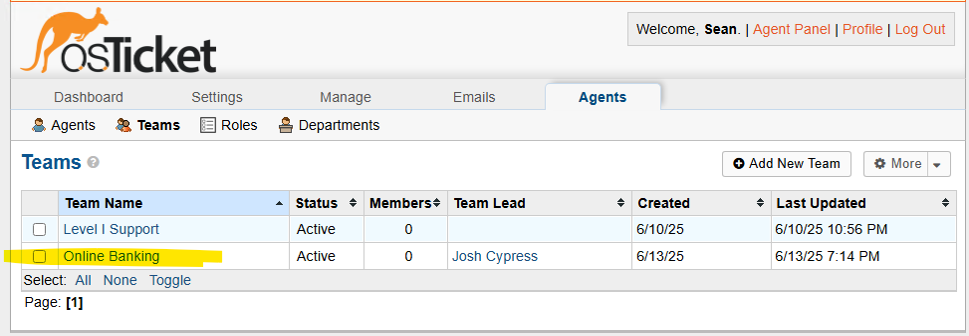 osTicket
Welcome, Sean. | Agent Panel | Profile | Log Out
Dashboard Settings Manage Emails Agents
Agents Teams Roles Departments
Teams ?
Add New Team More
Team Name Status Members Team Lead Created Last Updated
Level I Support Active 0 6/10/25 6/10/25 10:56 PM
Online Banking Active 0 Josh Cypress 6/13/25 6/13/25 7:14 PM
Select: All None Toggle
Page: [1]